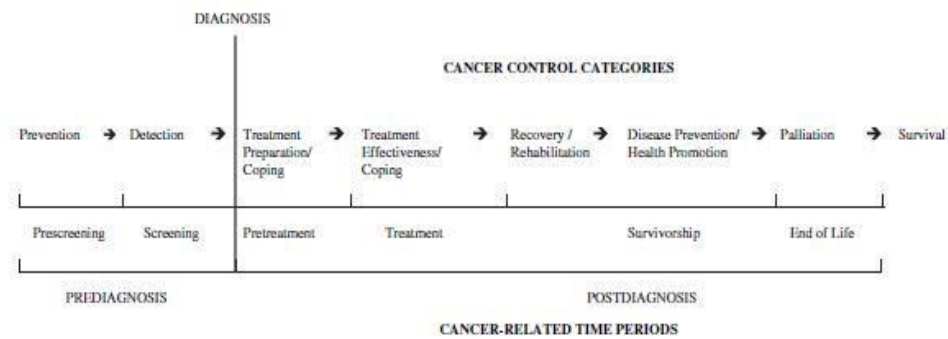 DIAGNOSIS
CANCER CONTROL CATEGORIES
Prevention → Detection → Treatment Preparation/ Coping → Treatment Effectiveness/ Coping → Recovery / Rehabilitation → Disease Prevention/ Health Promotion → Palliation → Survival
Prescreening Screening Pretreatment Treatment Survivorship End of Life
PREDIAGNOSIS POSTDIAGNOSIS
CANCER-RELATED TIME PERIODS